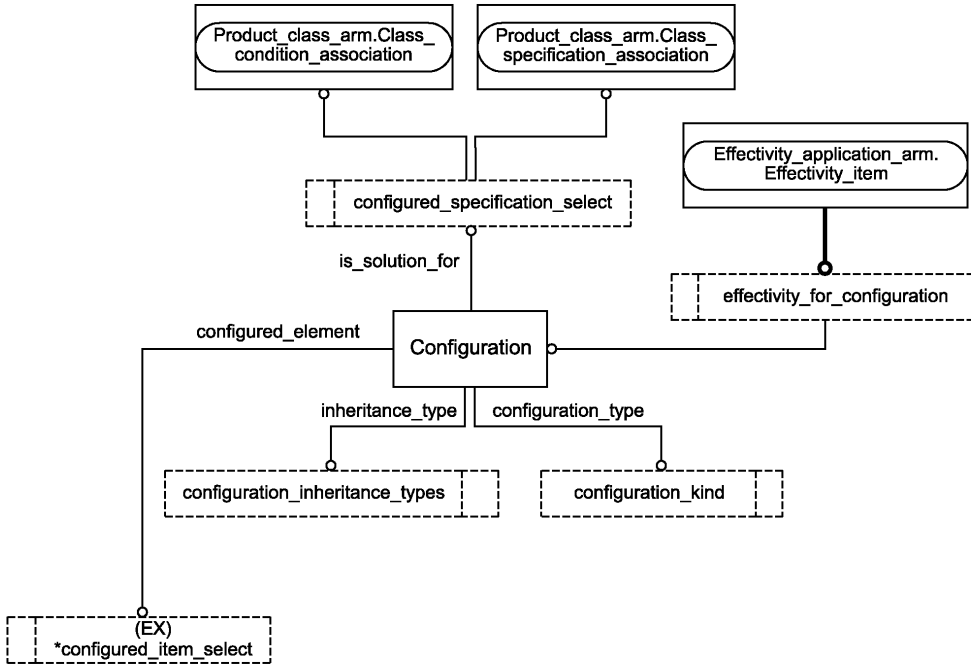 Product_class_arm.Class_
condition_association
Product_class_arm.Class_
specification_association
Effectivity_application_arm.
Effectivity_item
configured_specification_select
is_solution_for
effectivity_for_configuration
configured_element
Configuration
inheritance_type
configuration_type
configuration_inheritance_types
configuration_kind
(EX)
*configured_item_select